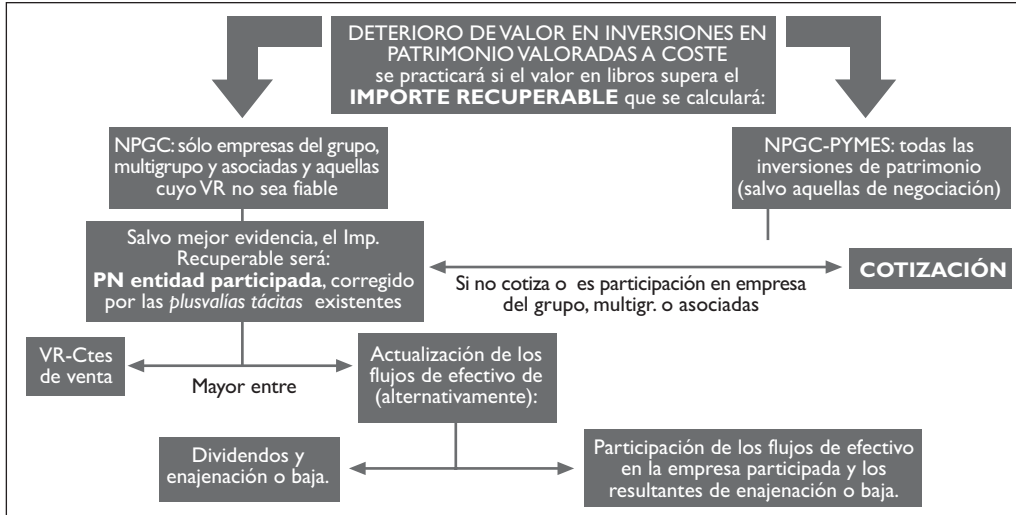 DETERIORO DE VALOR EN INVERSIONES EN
PATRIMONIO VALORADAS A COSTE
se practicará si el valor en libros supera el
IMPORTE RECUPERABLE que se calculará:
NPGC: sólo empresas del grupo,
multigrupo y asociadas y aquellas
cuyo VR no sea fiable
NPGC-PYMES: todas las
inversiones de patrimonio
(salvo aquellas de negociación)
Salvo mejor evidencia, el Imp.
Recuperable será:
PN entidad participada, corregido
por las plusvalías tácitas existentes
Si no cotiza o es participación en empresa
del grupo, multigr. o asociadas
COTIZACIÓN
VR-Ctes
de venta
Mayor entre
Actualización de los
flujos de efectivo de
(alternativamente):
Dividendos y
enajenación o baja.
Participación de los flujos de efectivo
en la empresa participada y los
resultantes de enajenación o baja.